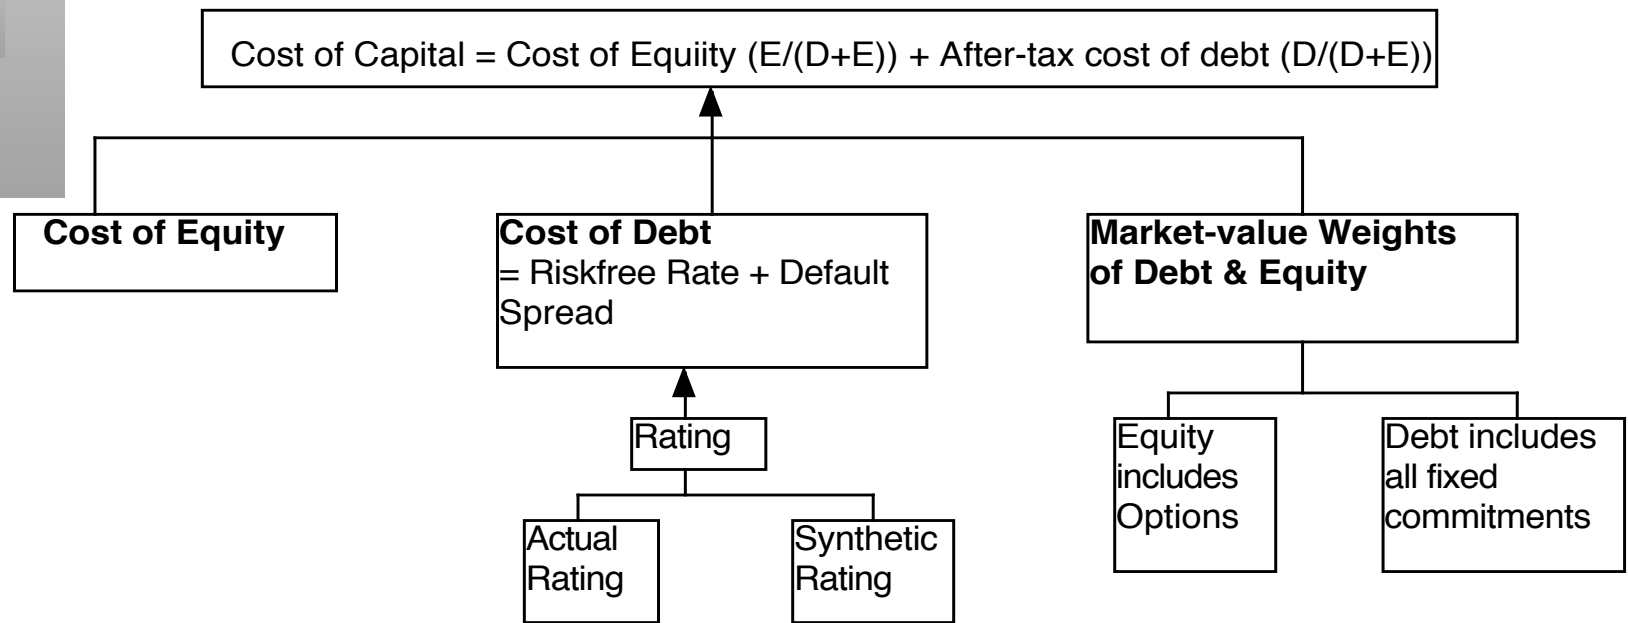 Cost of Capital = Cost of Equiity (E/(D+E)) + After-tax cost of debt (D/(D+E))
Cost of Equity
Cost of Debt
= Riskfree Rate + Default
Spread
Market-value Weights
of Debt & Equity
Rating
Actual
Rating
Synthetic
Rating
Equity
includes
Options
Debt includes
all fixed
commitments